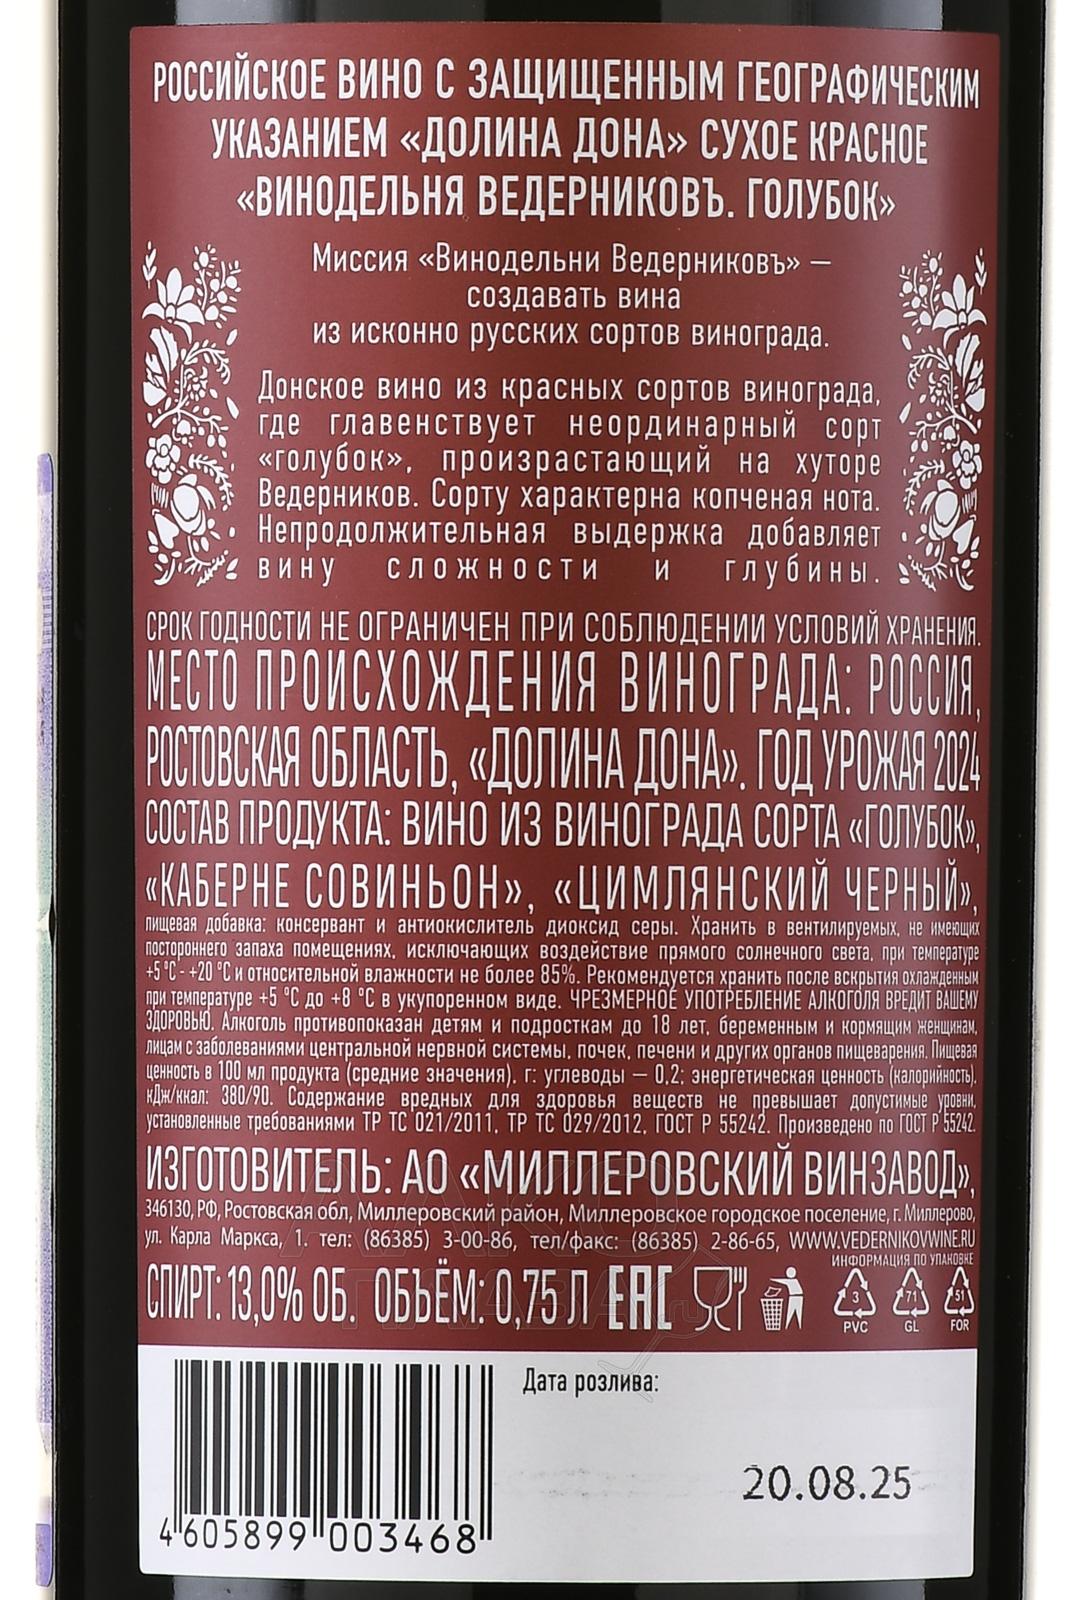 РОССИЙСКОЕ ВИНО С ЗАЩИЩЕННЫМ ГЕОГРАФИЧЕСКИМ
УКАЗАНИЕМ «ДОЛИНА ДОНА» СУХОЕ КРАСНОЕ
«ВИНОДЕЛЬНЯ ВЕДЕРНИКОВЪ. ГОЛУБОК»
Миссия «Винодельни Ведерниковъ» —
создавать вина
из исконно русских сортов винограда.
Донское вино из красных сортов винограда,
где главенствует неординарный сорт
«голубок», произрастающий на хуторе
Ведерников. Сорту характерна копченая нота.
Непродолжительная выдержка добавляет
вину сложности и глубины.
СРОК ГОДНОСТИ НЕ ОГРАНИЧЕН ПРИ СОБЛЮДЕНИИ УСЛОВИЙ ХРАНЕНИЯ.
МЕСТО ПРОИСХОЖДЕНИЯ ВИНОГРАДА: РОССИЯ,
РОСТОВСКАЯ ОБЛАСТЬ, «ДОЛИНА ДОНА». ГОД УРОЖАЯ 2024
СОСТАВ ПРОДУКТА: ВИНО ИЗ ВИНОГРАДА СОРТА «ГОЛУБОК»,
«КАБЕРНЕ СОВИНЬОН», «ЦИМЛЯНСКИЙ ЧЕРНЫЙ»,
пищевая добавка: консервант и антиокислитель диоксид серы. Хранить в вентилируемых, не имеющих
постороннего запаха помещениях, исключающих воздействие прямого солнечного света, при температуре
+5 °С - +20 °С и относительной влажности не более 85%. Рекомендуется хранить после вскрытия охлажденным
при температуре +5 °С до +8 °С в укупоренном виде. ЧРЕЗМЕРНОЕ УПОТРЕБЛЕНИЕ АЛКОГОЛЯ ВРЕДИТ ВАШЕМУ
ЗДОРОВЬЮ. Алкоголь противопоказан детям и подросткам до 18 лет, беременным и кормящим женщинам,
лицам с заболеваниями центральной нервной системы, почек, печени и других органов пищеварения. Пищевая
ценность в 100 мл продукта (средние значения), г: углеводы — 0,2; энергетическая ценность (калорийность),
кДж/ккал: 380/90. Содержание вредных для здоровья веществ не превышает допустимые уровни,
установленные требованиями ТР ТС 021/2011, ТР ТС 029/2012, ГОСТ Р 55242. Произведено по ГОСТ Р 55242.
ИЗГОТОВИТЕЛЬ: АО «МИЛЛЕРОВСКИЙ ВИНЗАВОД»,
346130, РФ, Ростовская обл, Миллеровский район, Миллеровское городское поселение, г. Миллерово,
ул. Карла Маркса, 1. тел: (86385) 3-00-86, тел/факс: (86385) 2-86-65, WWW.VEDERNIKOVWINE.RU
ИНФОРМАЦИЯ ПО УПАКОВКЕ
СПИРТ: 13,0% ОБ. ОБЪЁМ: 0,75 Л ЕАС
3 71 51
PVC GL FOR
Дата розлива:
20.08.25
4 605899 003468